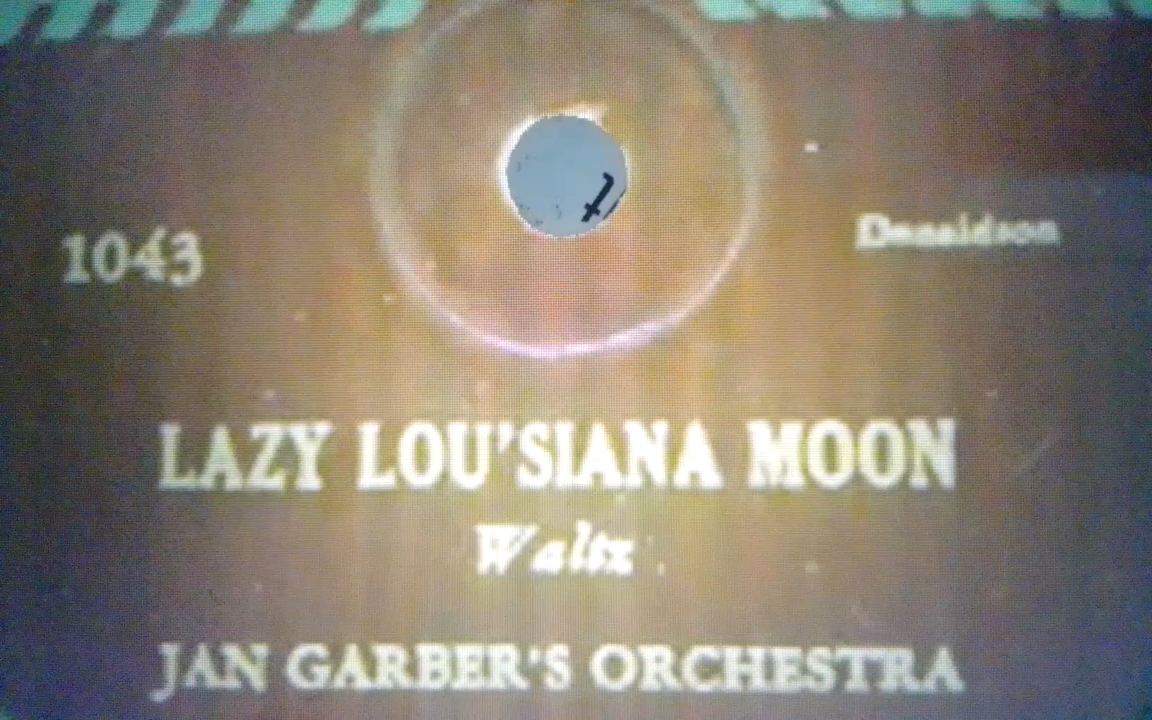 1043
Donaldson
LAZY LOU'SIANA MOON
Waltz
JAN GARBER'S ORCHESTRA